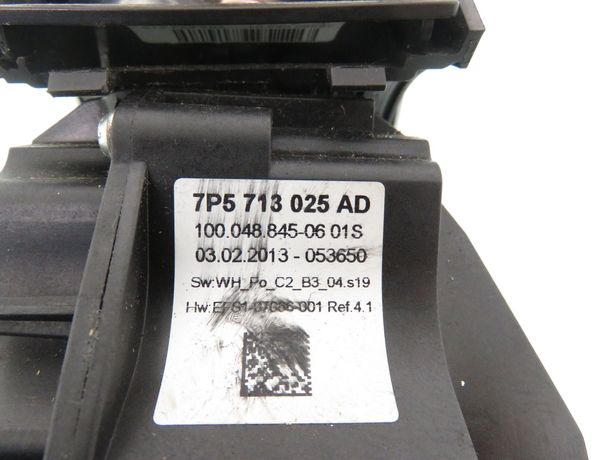 7P5 713 025 AD
100.048.845-06 01S
03.02.2013 - 053650
Sw:WH_Po_C2_B3_04.s19
Ref.4.1